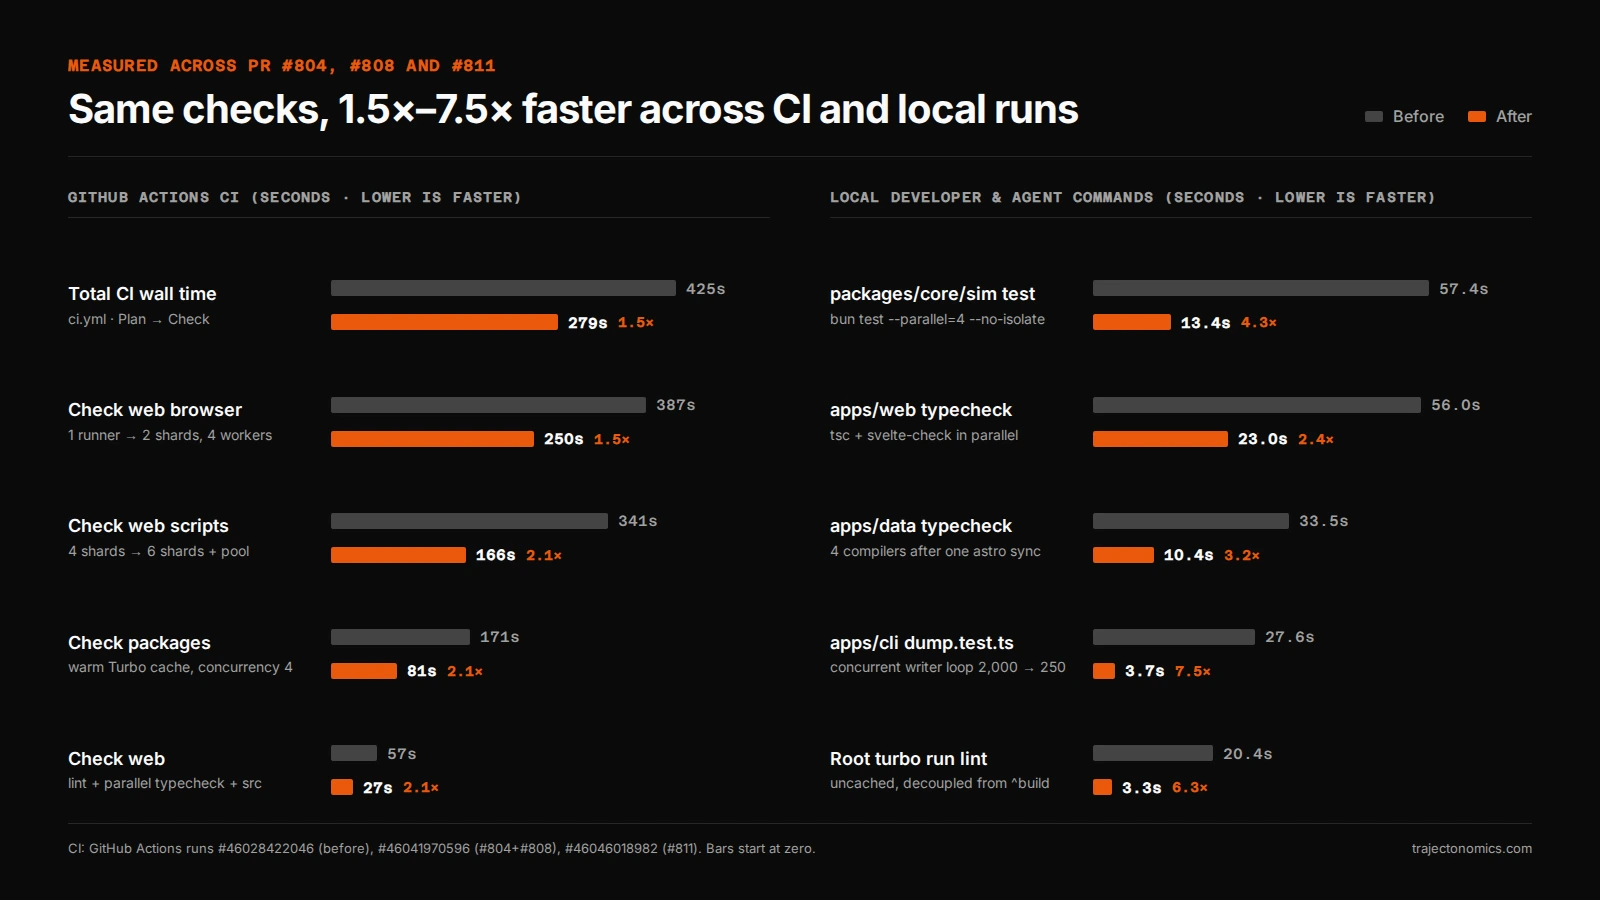 MEASURED ACROSS PR #804, #808 AND #811
Same checks, 1.5×–7.5× faster across CI and local runs
Before
After
GITHUB ACTIONS CI (SECONDS · LOWER IS FASTER)
Total CI wall time
ci.yml · Plan → Check
425s
279s 1.5×
Check web browser
1 runner → 2 shards, 4 workers
387s
250s 1.5×
Check web scripts
4 shards → 6 shards + pool
341s
166s 2.1×
Check packages
warm Turbo cache, concurrency 4
171s
81s 2.1×
Check web
lint + parallel typecheck + src
57s
27s 2.1×
LOCAL DEVELOPER & AGENT COMMANDS (SECONDS · LOWER IS FASTER)
packages/core/sim test
bun test --parallel=4 --no-isolate
57.4s
13.4s 4.3×
apps/web typecheck
tsc + svelte-check in parallel
56.0s
23.0s 2.4×
apps/data typecheck
4 compilers after one astro sync
33.5s
10.4s 3.2×
apps/cli dump.test.ts
concurrent writer loop 2,000 → 250
27.6s
3.7s 7.5×
Root turbo run lint
uncached, decoupled from ^build
20.4s
3.3s 6.3×
CI: GitHub Actions runs #46028422046 (before), #46041970596 (#804+#808), #46046018982 (#811). Bars start at zero.
trajectonomics.com